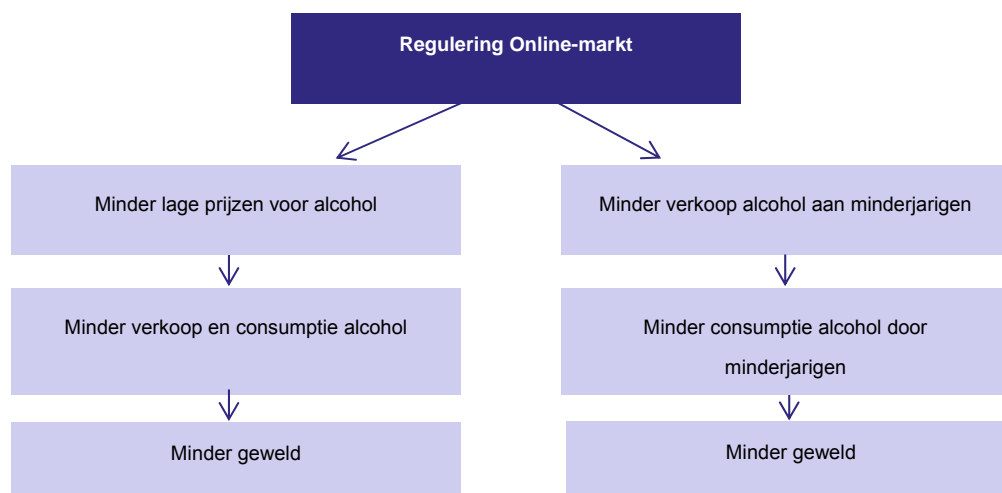 Regulering Online-markt
Minder lage prijzen voor alcohol
Minder verkoop en consumptie alcohol
Minder geweld
Minder verkoop alcohol aan minderjarigen
Minder consumptie alcohol door
minderjarigen
Minder geweld